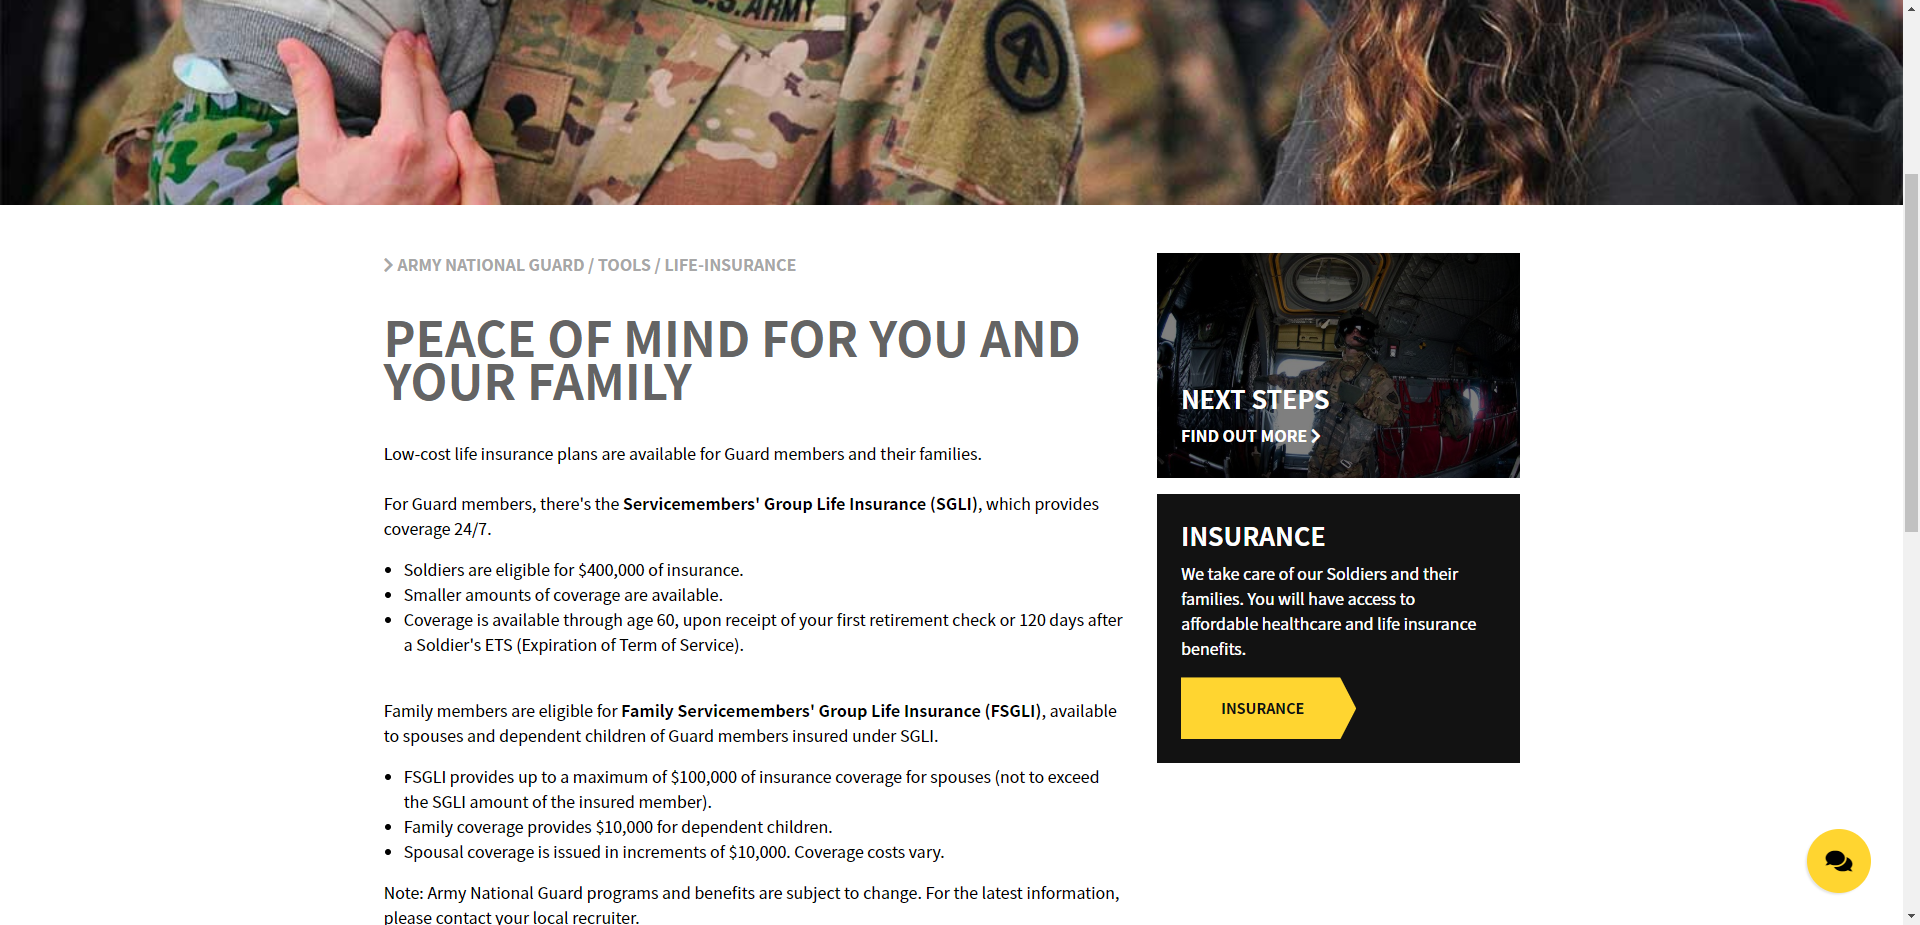 U.S. ARMY
ARMY NATIONAL GUARD / TOOLS / LIFE-INSURANCE
PEACE OF MIND FOR YOU AND
YOUR FAMILY
Low-cost life insurance plans are available for Guard members and their families.
For Guard members, there's the Servicemembers' Group Life Insurance (SGLI), which provides
coverage 24/7.
• Soldiers are eligible for $400,000 of insurance.
• Smaller amounts of coverage are available.
• Coverage is available through age 60, upon receipt of your first retirement check or 120 days after
a Soldier's ETS (Expiration of Term of Service).
Family members are eligible for Family Servicemembers' Group Life Insurance (FSGLI), available
to spouses and dependent children of Guard members insured under SGLI.
• FSGLI provides up to a maximum of $100,000 of insurance coverage for spouses (not to exceed
the SGLI amount of the insured member).
• Family coverage provides $10,000 for dependent children.
• Spousal coverage is issued in increments of $10,000. Coverage costs vary.
Note: Army National Guard programs and benefits are subject to change. For the latest information,
please contact your local recruiter.
NEXT STEPS
FIND OUT MORE
INSURANCE
We take care of our Soldiers and their
families. You will have access to
affordable healthcare and life insurance
benefits.
INSURANCE